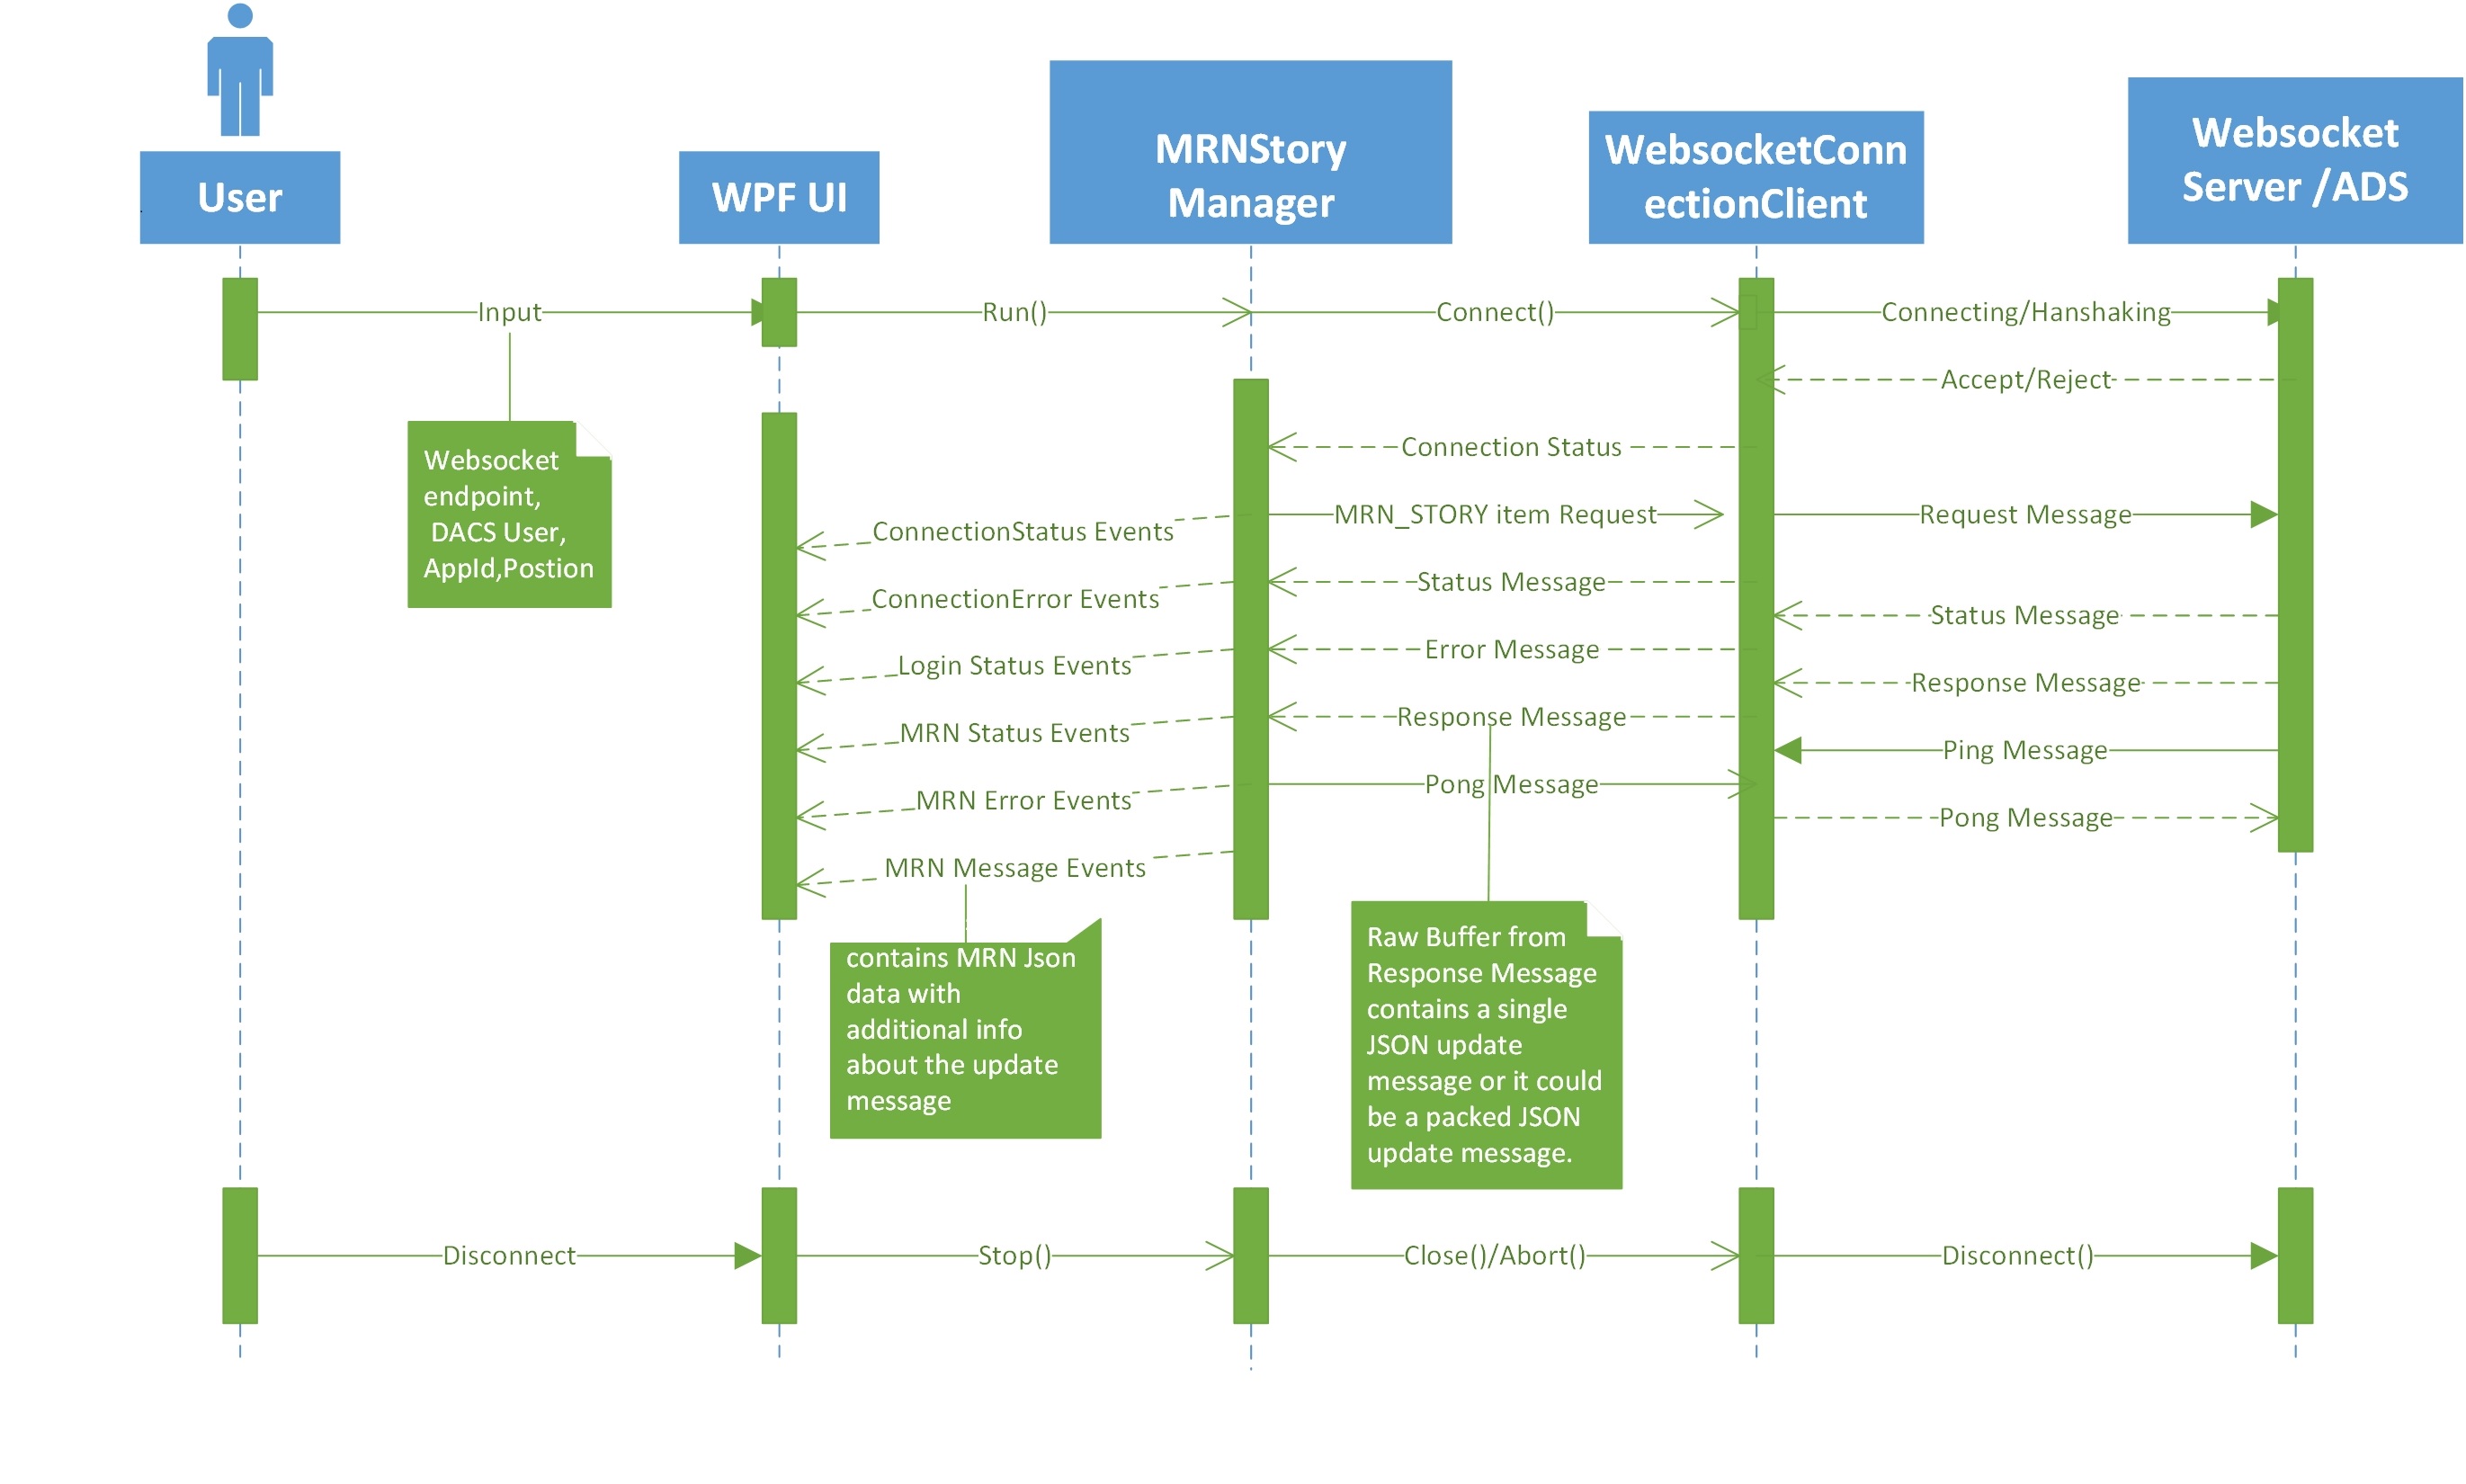 User
WPF UI
MRNStory
Manager
WebsocketConn
ectionClient
Websocket
Server /ADS
Input
Run()
Connect()
Connecting/Hanshaking
Accept/Reject
Connection Status
MRN_STORY item Request
Request Message
ConnectionStatus Events
Status Message
ConnectionError Events
Status Message
Error Message
Login Status Events
Response Message
Response Message
MRN Status Events
Ping Message
Pong Message
MRN Error Events
Pong Message
MRN Message Events
Websocket
endpoint,
DACS User,
AppId,Postion
contains MRN Json
data with
additional info
about the update
message
Raw Buffer from
Response Message
contains a single
JSON update
message or it could
be a packed JSON
update message.
Disconnect
Stop()
Close()/Abort()
Disconnect()